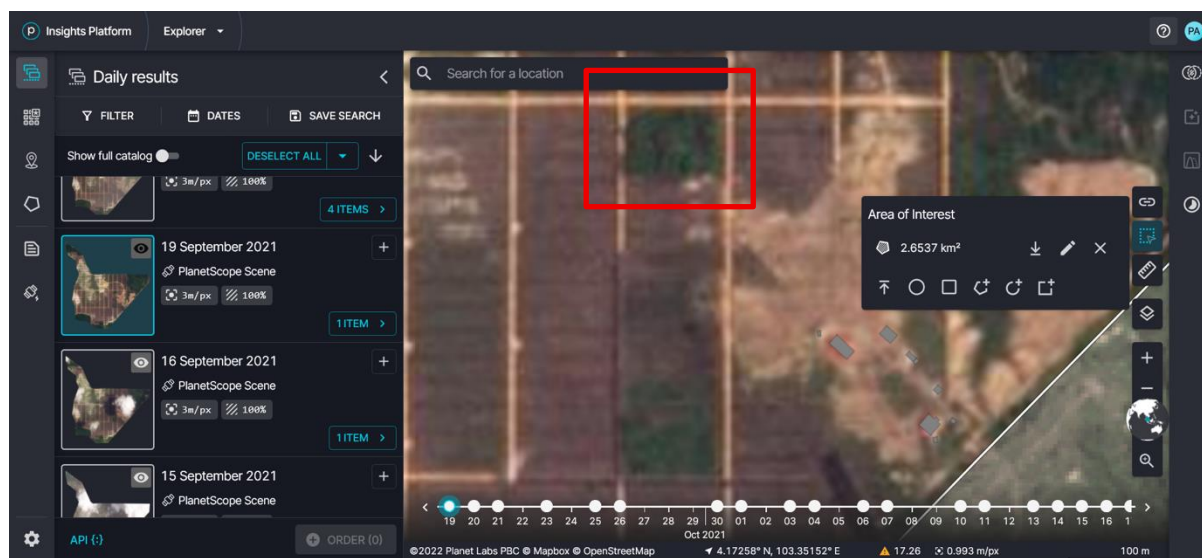 Insights Platform
Explorer
PA
Daily results
FILTER
DATES
SAVE SEARCH
Show full catalog
DESELECT ALL
3m/px
100%
4 ITEMS >
19 September 2021
PlanetScope Scene
3m/px
100%
1 ITEM >
16 September 2021
PlanetScope Scene
3m/px
100%
1 ITEM >
15 September 2021
PlanetScope Scene
API {:}
ORDER (0)
Search for a location
Area of Interest
2.6537 km²
19 20 21 22 23 24 25 26 27 28 29 30 01 02 03 04 05 06 07 08 09 10 11 12 13 14 15 16 1
Oct 2021
©2022 Planet Labs PBC © Mapbox © OpenStreetMap
4.17258° N, 103.35152° E
17.26
0.993 m/px
100 m